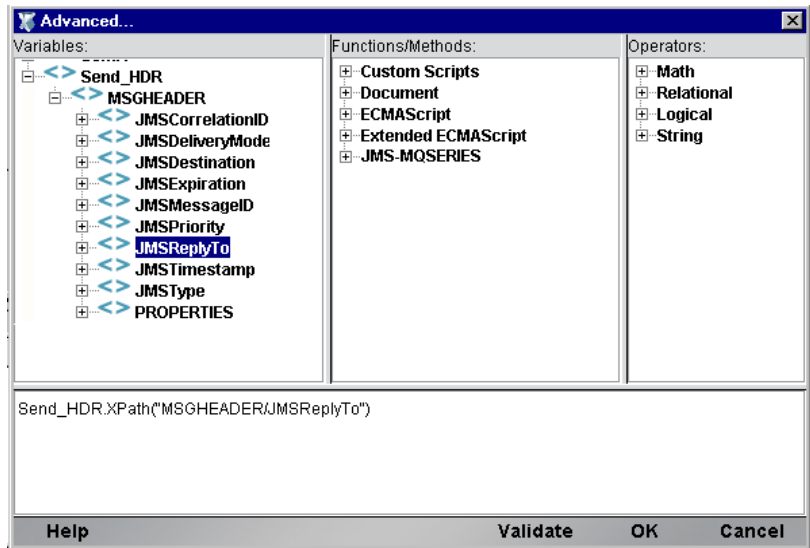 Advanced...
Variables:
Send_HDR
MSGHEADER
JMSCorrelationID
JMSDeliveryMode
JMSDestination
JMSExpiration
JMSMessageID
JMSPriority
JMSReplyTo
JMSTimestamp
JMSType
PROPERTIES
Functions/Methods:
Custom Scripts
Document
ECMAScript
Extended ECMAScript
JMS-MQSERIES
Operators:
Math
Relational
Logical
String
Send_HDR.XPath("MSGHEADER/JMSReplyTo")
Help Validate OK Cancel